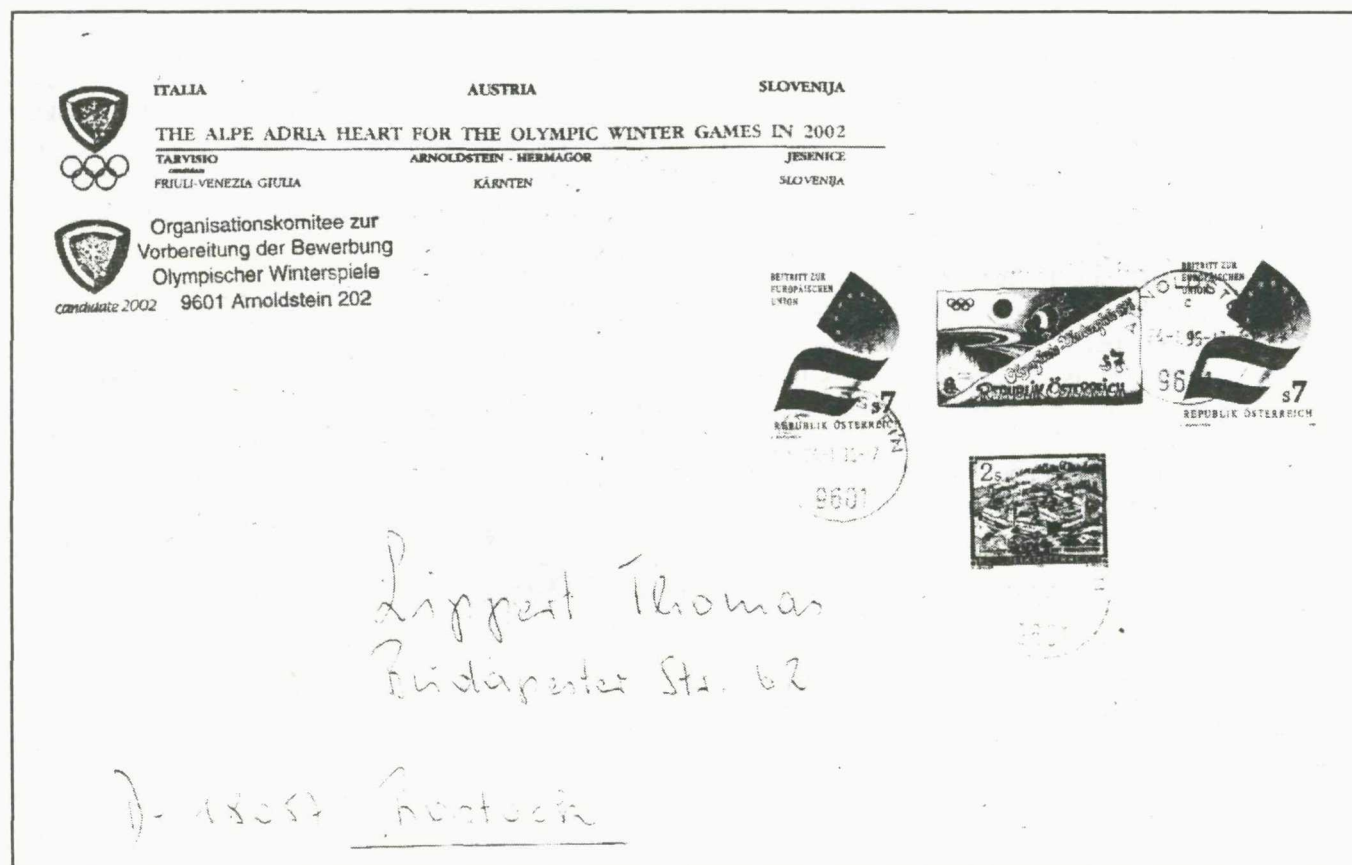 ITALIA AUSTRIA SLOVENIJA
THE ALPE ADRIA HEART FOR THE OLYMPIC WINTER GAMES IN 2002
TARVISIO ARNOLDSTEIN - HERMAGOR JESENICE
candidate
FRIULI-VENEZIA GIULIA KÄRNTEN SLOVENIJA
Organisationskomitee zur
Vorbereitung der Bewerbung
Olympischer Winterspiele
candidate 2002 9601 Arnoldstein 202
BEITRITT ZUR
EUROPÄISCHEN
UNION
s7
REPUBLIK ÖSTERREICH
9601
s7
REPUBLIK ÖSTERREICH
BEITRITT ZUR
EUROPÄISCHEN
UNION
s7
REPUBLIK ÖSTERREICH
2s
Lippert Thomas
Budapester Str. 62
D-18057 Rostock